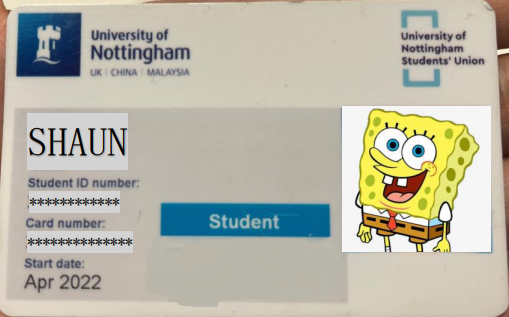 University of
Nottingham
UK | CHINA | MALAYSIA
University of
Nottingham
Students' Union
SHAUN
Student ID number:
************
Card number:
**************
Student
Start date:
Apr 2022